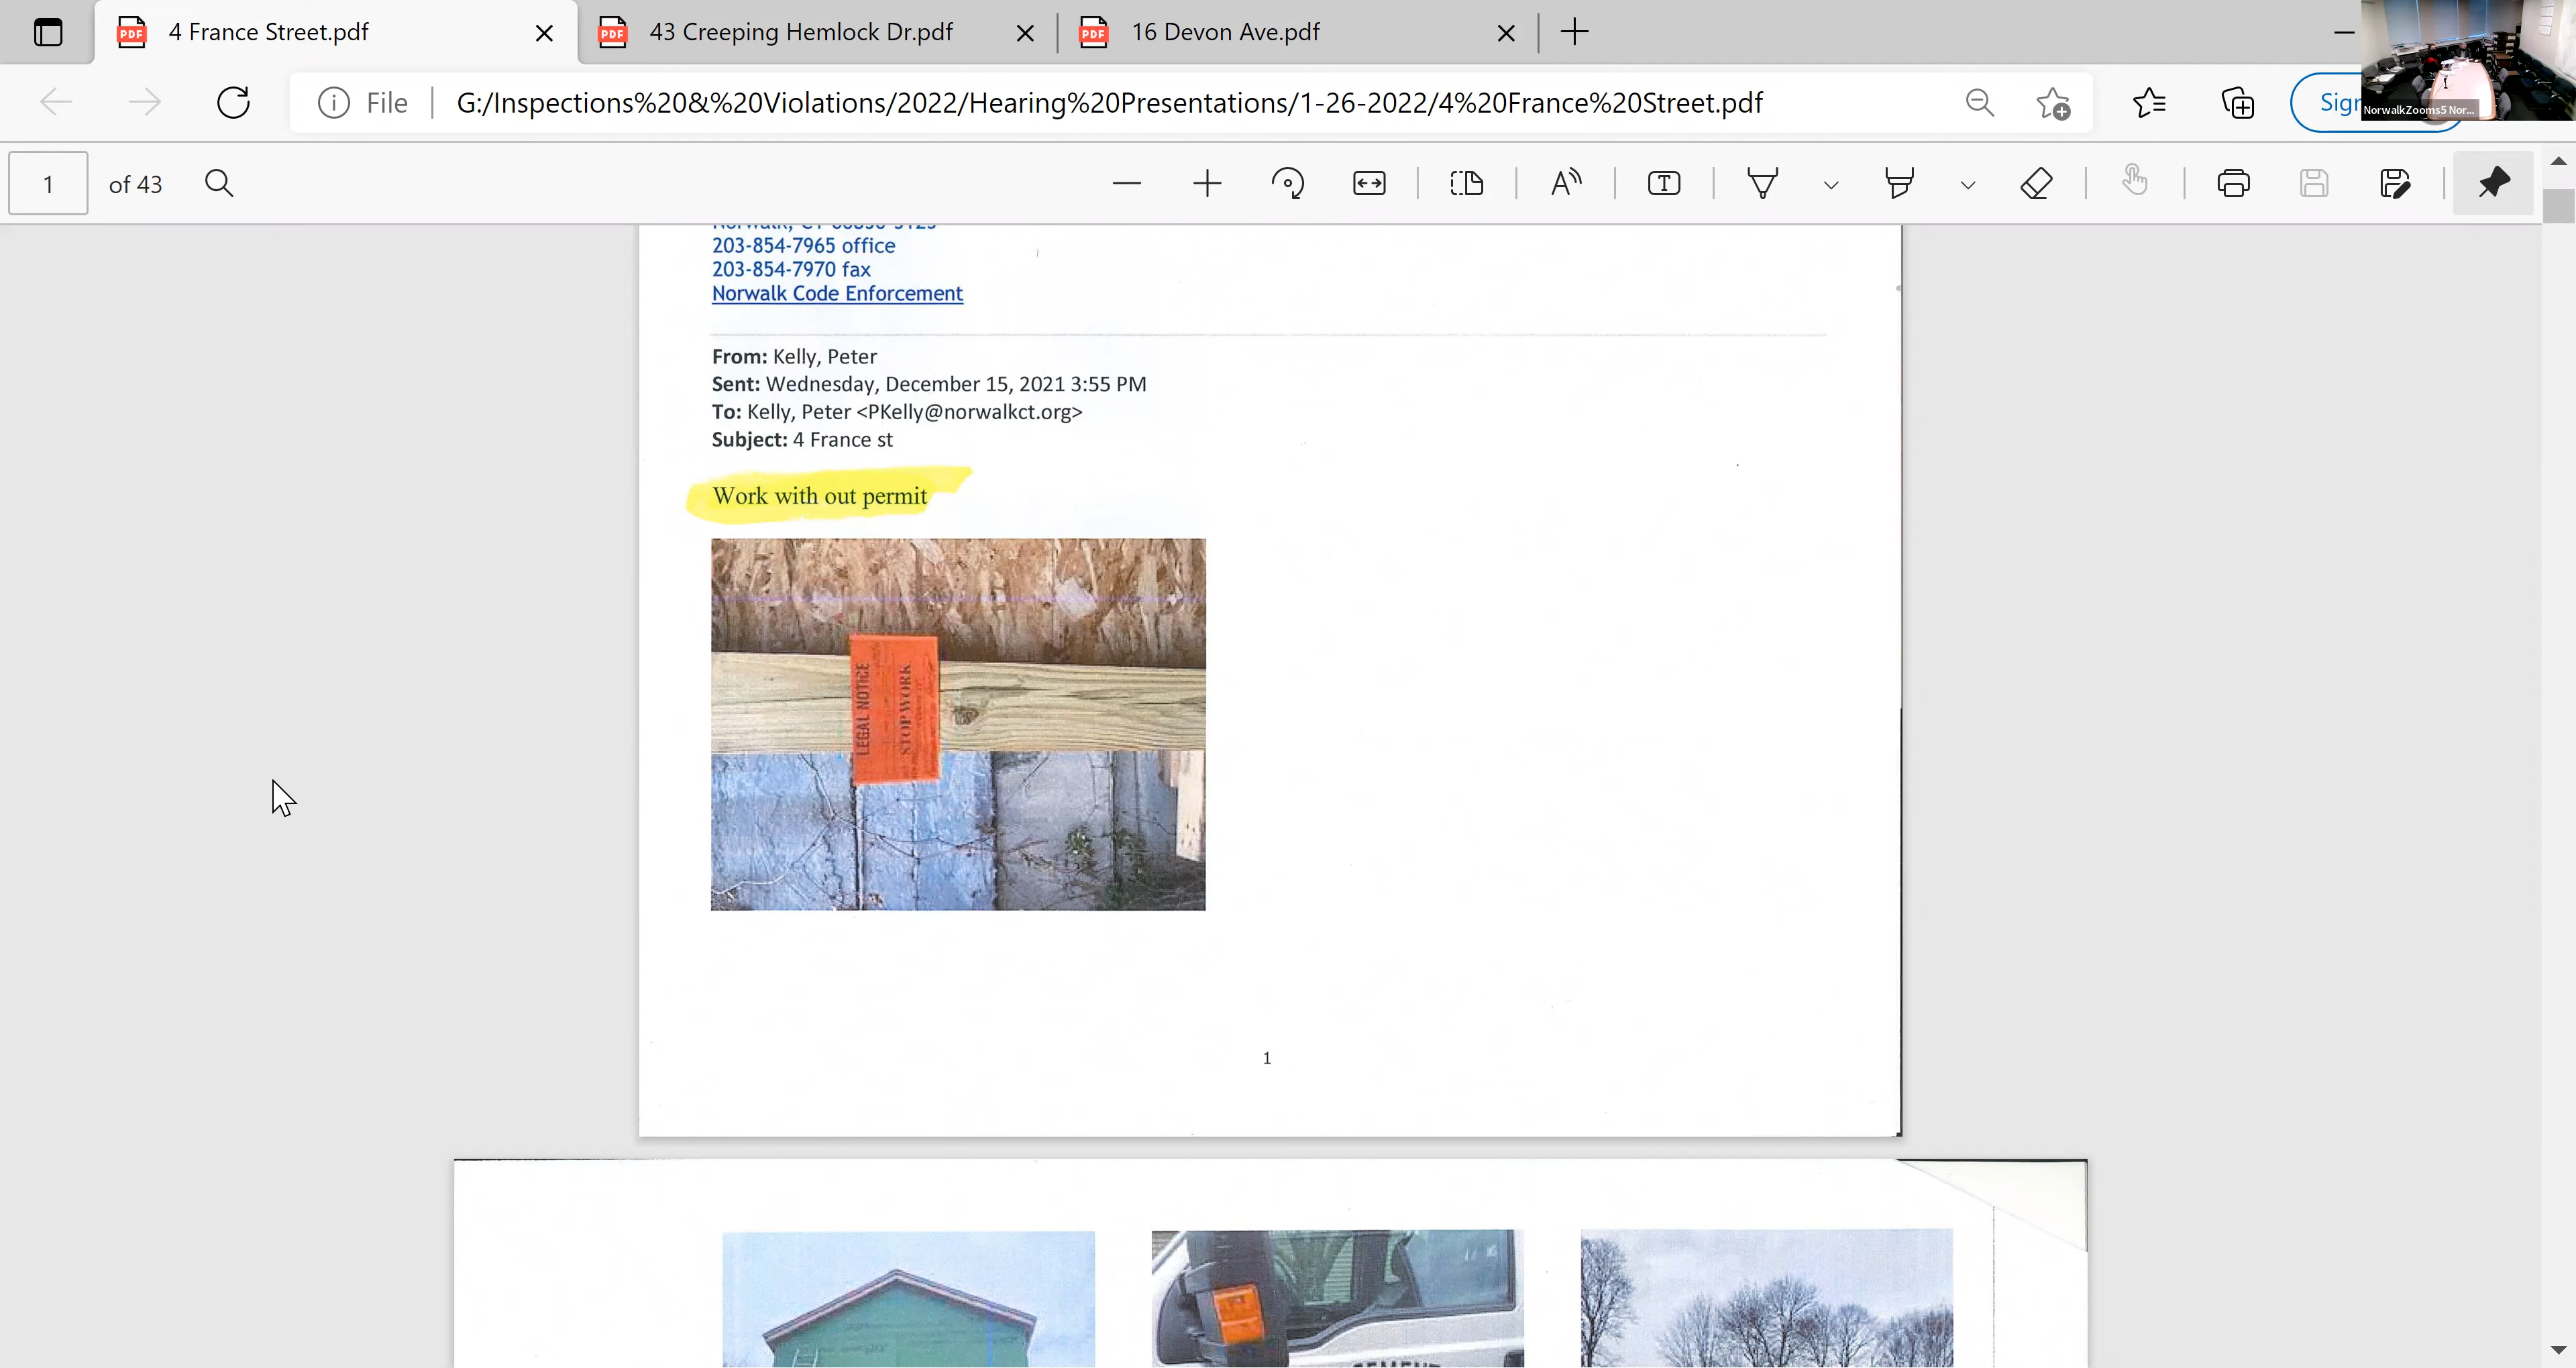 4 France Street.pdf
43 Creeping Hemlock Dr.pdf
16 Devon Ave.pdf
File
G:/Inspections%20&%20Violations/2022/Hearing%20Presentations/1-26-2022/4%20France%20Street.pdf
NorwalkZooms5 Nor...
1 of 43
203-854-7965 office
203-854-7970 fax
Norwalk Code Enforcement
From: Kelly, Peter
Sent: Wednesday, December 15, 2021 3:55 PM
To: Kelly, Peter <PKelly@norwalkct.org>
Subject: 4 France st
Work with out permit
LEGAL NOTICE
STOP WORK
1